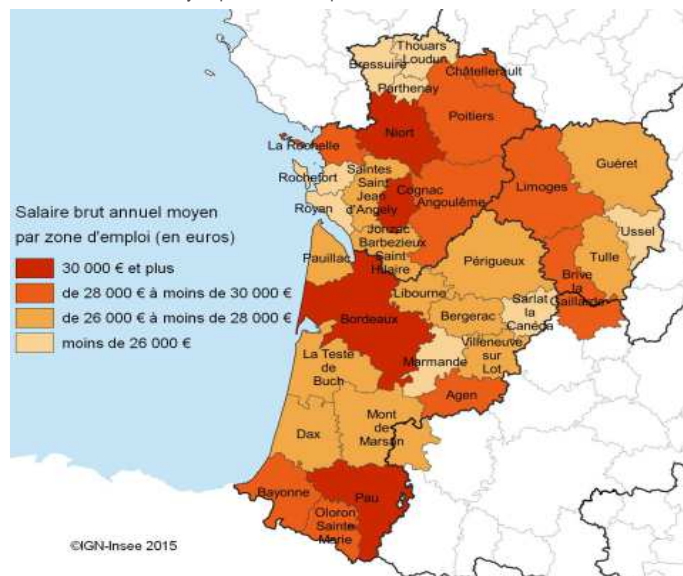 Thouars
Loudun
Bressuire
Châtellerault
Parthenay
Poitiers
Niort
La Rochelle
Guéret
Rochefort
Saintes
Saint
Jean
d'Angely
Cognac
Angoulême
Limoges
Royan
Ussel
Jonzac
Barbezieux
Saint
Hilaire
Tulle
Pauillac
Périgueux
Brive
la
Gaillarde
Libourne
Sarlat
la
Canéda
Bordeaux
Bergerac
Villeneuve
sur
Lot
Marmande
La Teste
de
Buch
Agen
Mont
de
Marsan
Dax
Bayonne
Pau
Oloron
Sainte
Marie
Salaire brut annuel moyen
par zone d'emploi (en euros)
30 000 € et plus
de 28 000 € à moins de 30 000 €
de 26 000 € à moins de 28 000 €
moins de 26 000 €
©IGN-Insee 2015